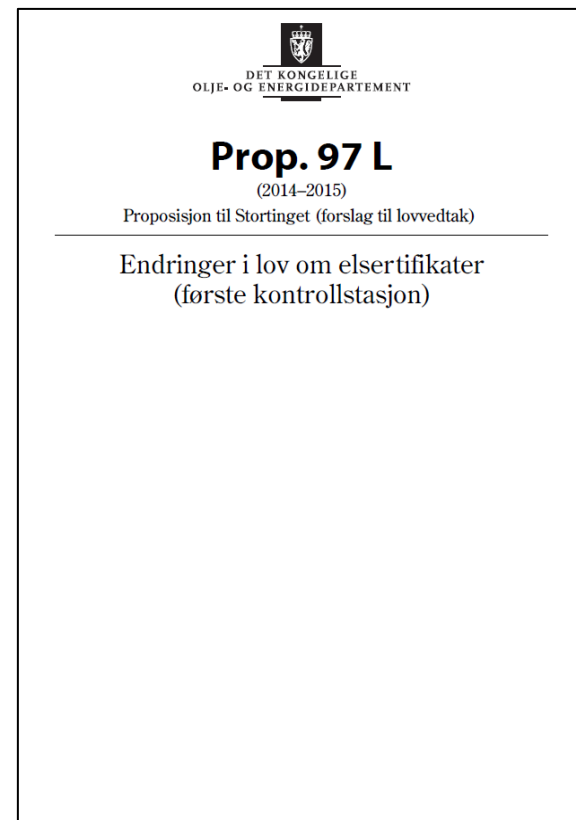 DET KONGELIGE
OLJE- OG ENERGIDEPARTEMENT
Prop. 97 L
(2014–2015)
Proposisjon til Stortinget (forslag til lovvedtak)
Endringer i lov om elsertifikater
(første kontrollstasjon)